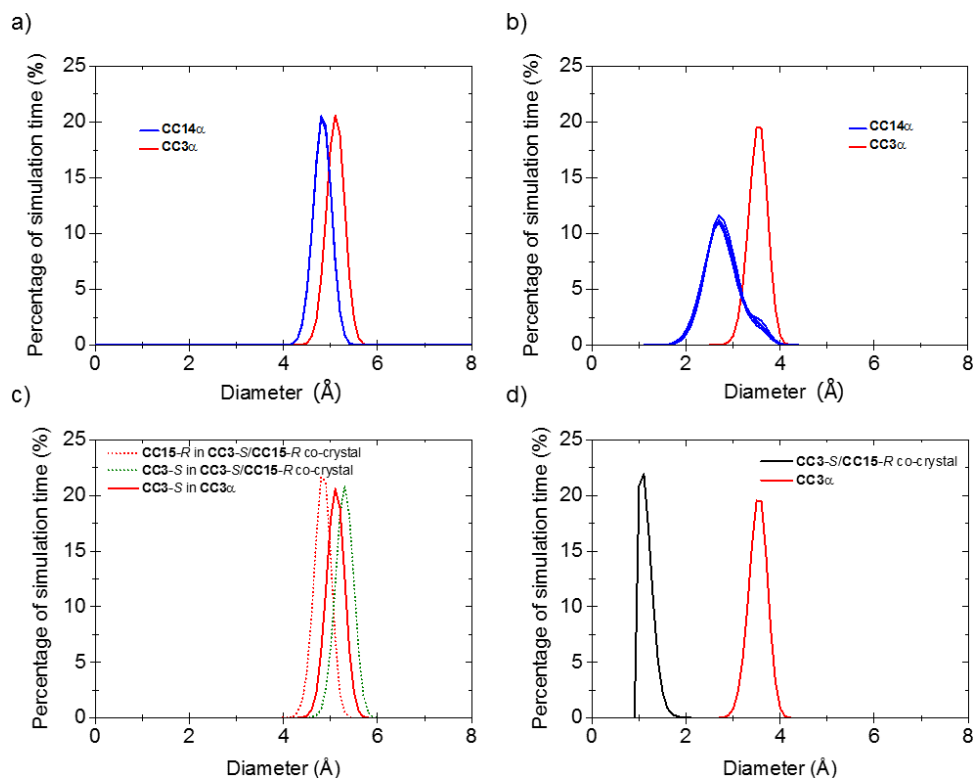 a)
Percentage of simulation time (%)
25
20
15
10
5
0
CC14α
CC3α
0 2 4 6 8
Diameter (Å)
b)
Percentage of simulation time (%)
25
20
15
10
5
0
CC14α
CC3α
0 2 4 6 8
Diameter (Å)
c)
Percentage of simulation time (%)
25
20
15
10
5
0
CC15-R in CC3-S/CC15-R co-crystal
CC3-S in CC3-S/CC15-R co-crystal
CC3-S in CC3α
0 2 4 6 8
Diameter (Å)
d)
Percentage of simulation time (%)
25
20
15
10
5
0
CC3-S/CC15-R co-crystal
CC3α
0 2 4 6 8
Diameter (Å)